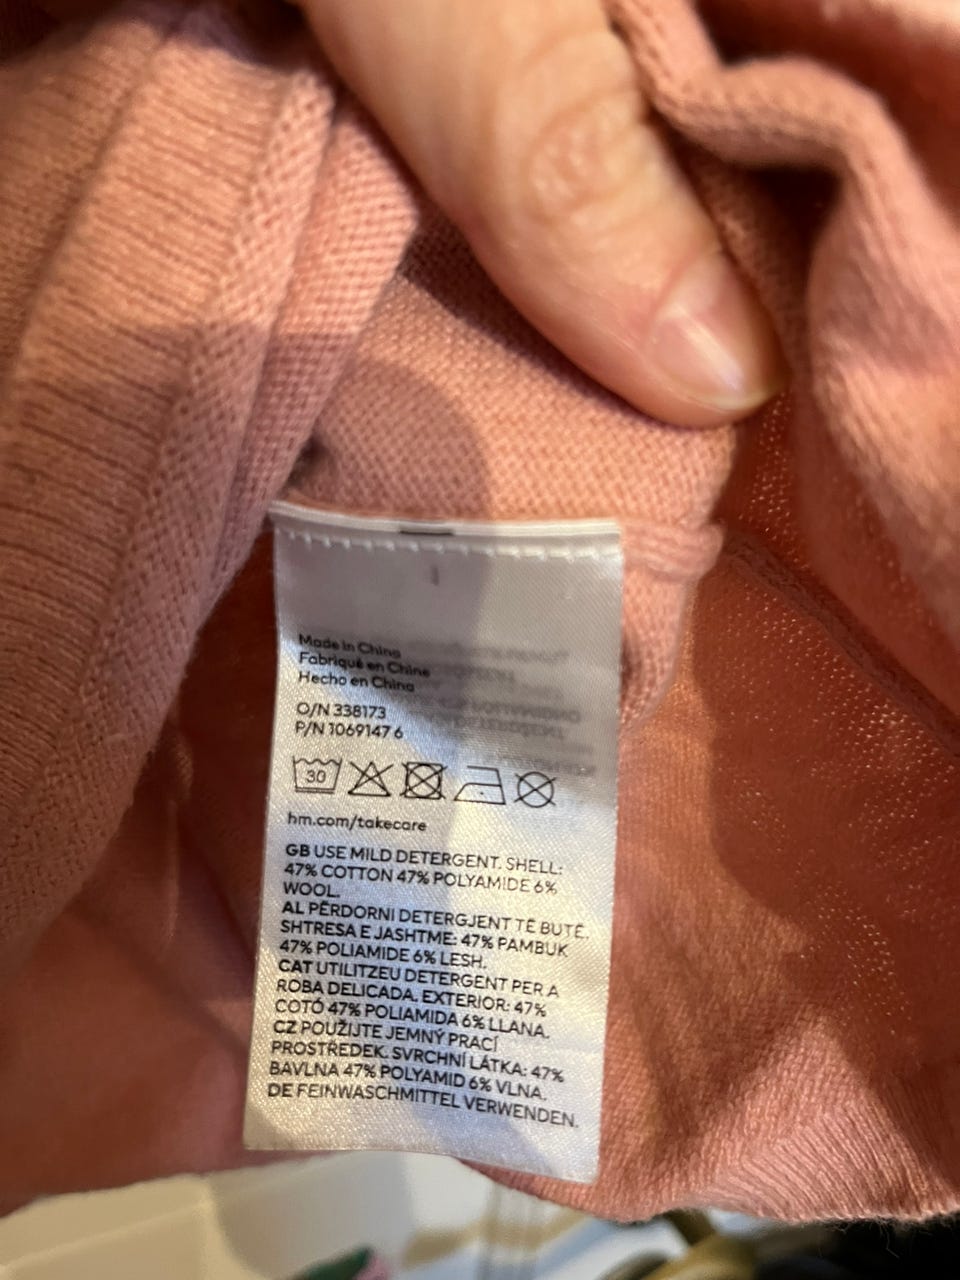 Made in China
Fabriqué en Chine
Hecho en China
O/N 338173
P/N 1069147 6
30
hm.com/takecare
GB USE MILD DETERGENT. SHELL:
47% COTTON 47% POLYAMIDE 6%
WOOL.
AL PËRDORNI DETERGJENT TË BUTË.
SHTRESA E JASHTME: 47% PAMBUK
47% POLIAMIDE 6% LESH.
CAT UTILITZEU DETERGENT PER A
ROBA DELICADA. EXTERIOR: 47%
COTÓ 47% POLIAMIDA 6% LLANA.
CZ POUŽIJTE JEMNÝ PRACÍ
PROSTŘEDEK. SVRCHNÍ LÁTKA: 47%
BAVLNA 47% POLYAMID 6% VLNA.
DE FEINWASCHMITTEL VERWENDEN.